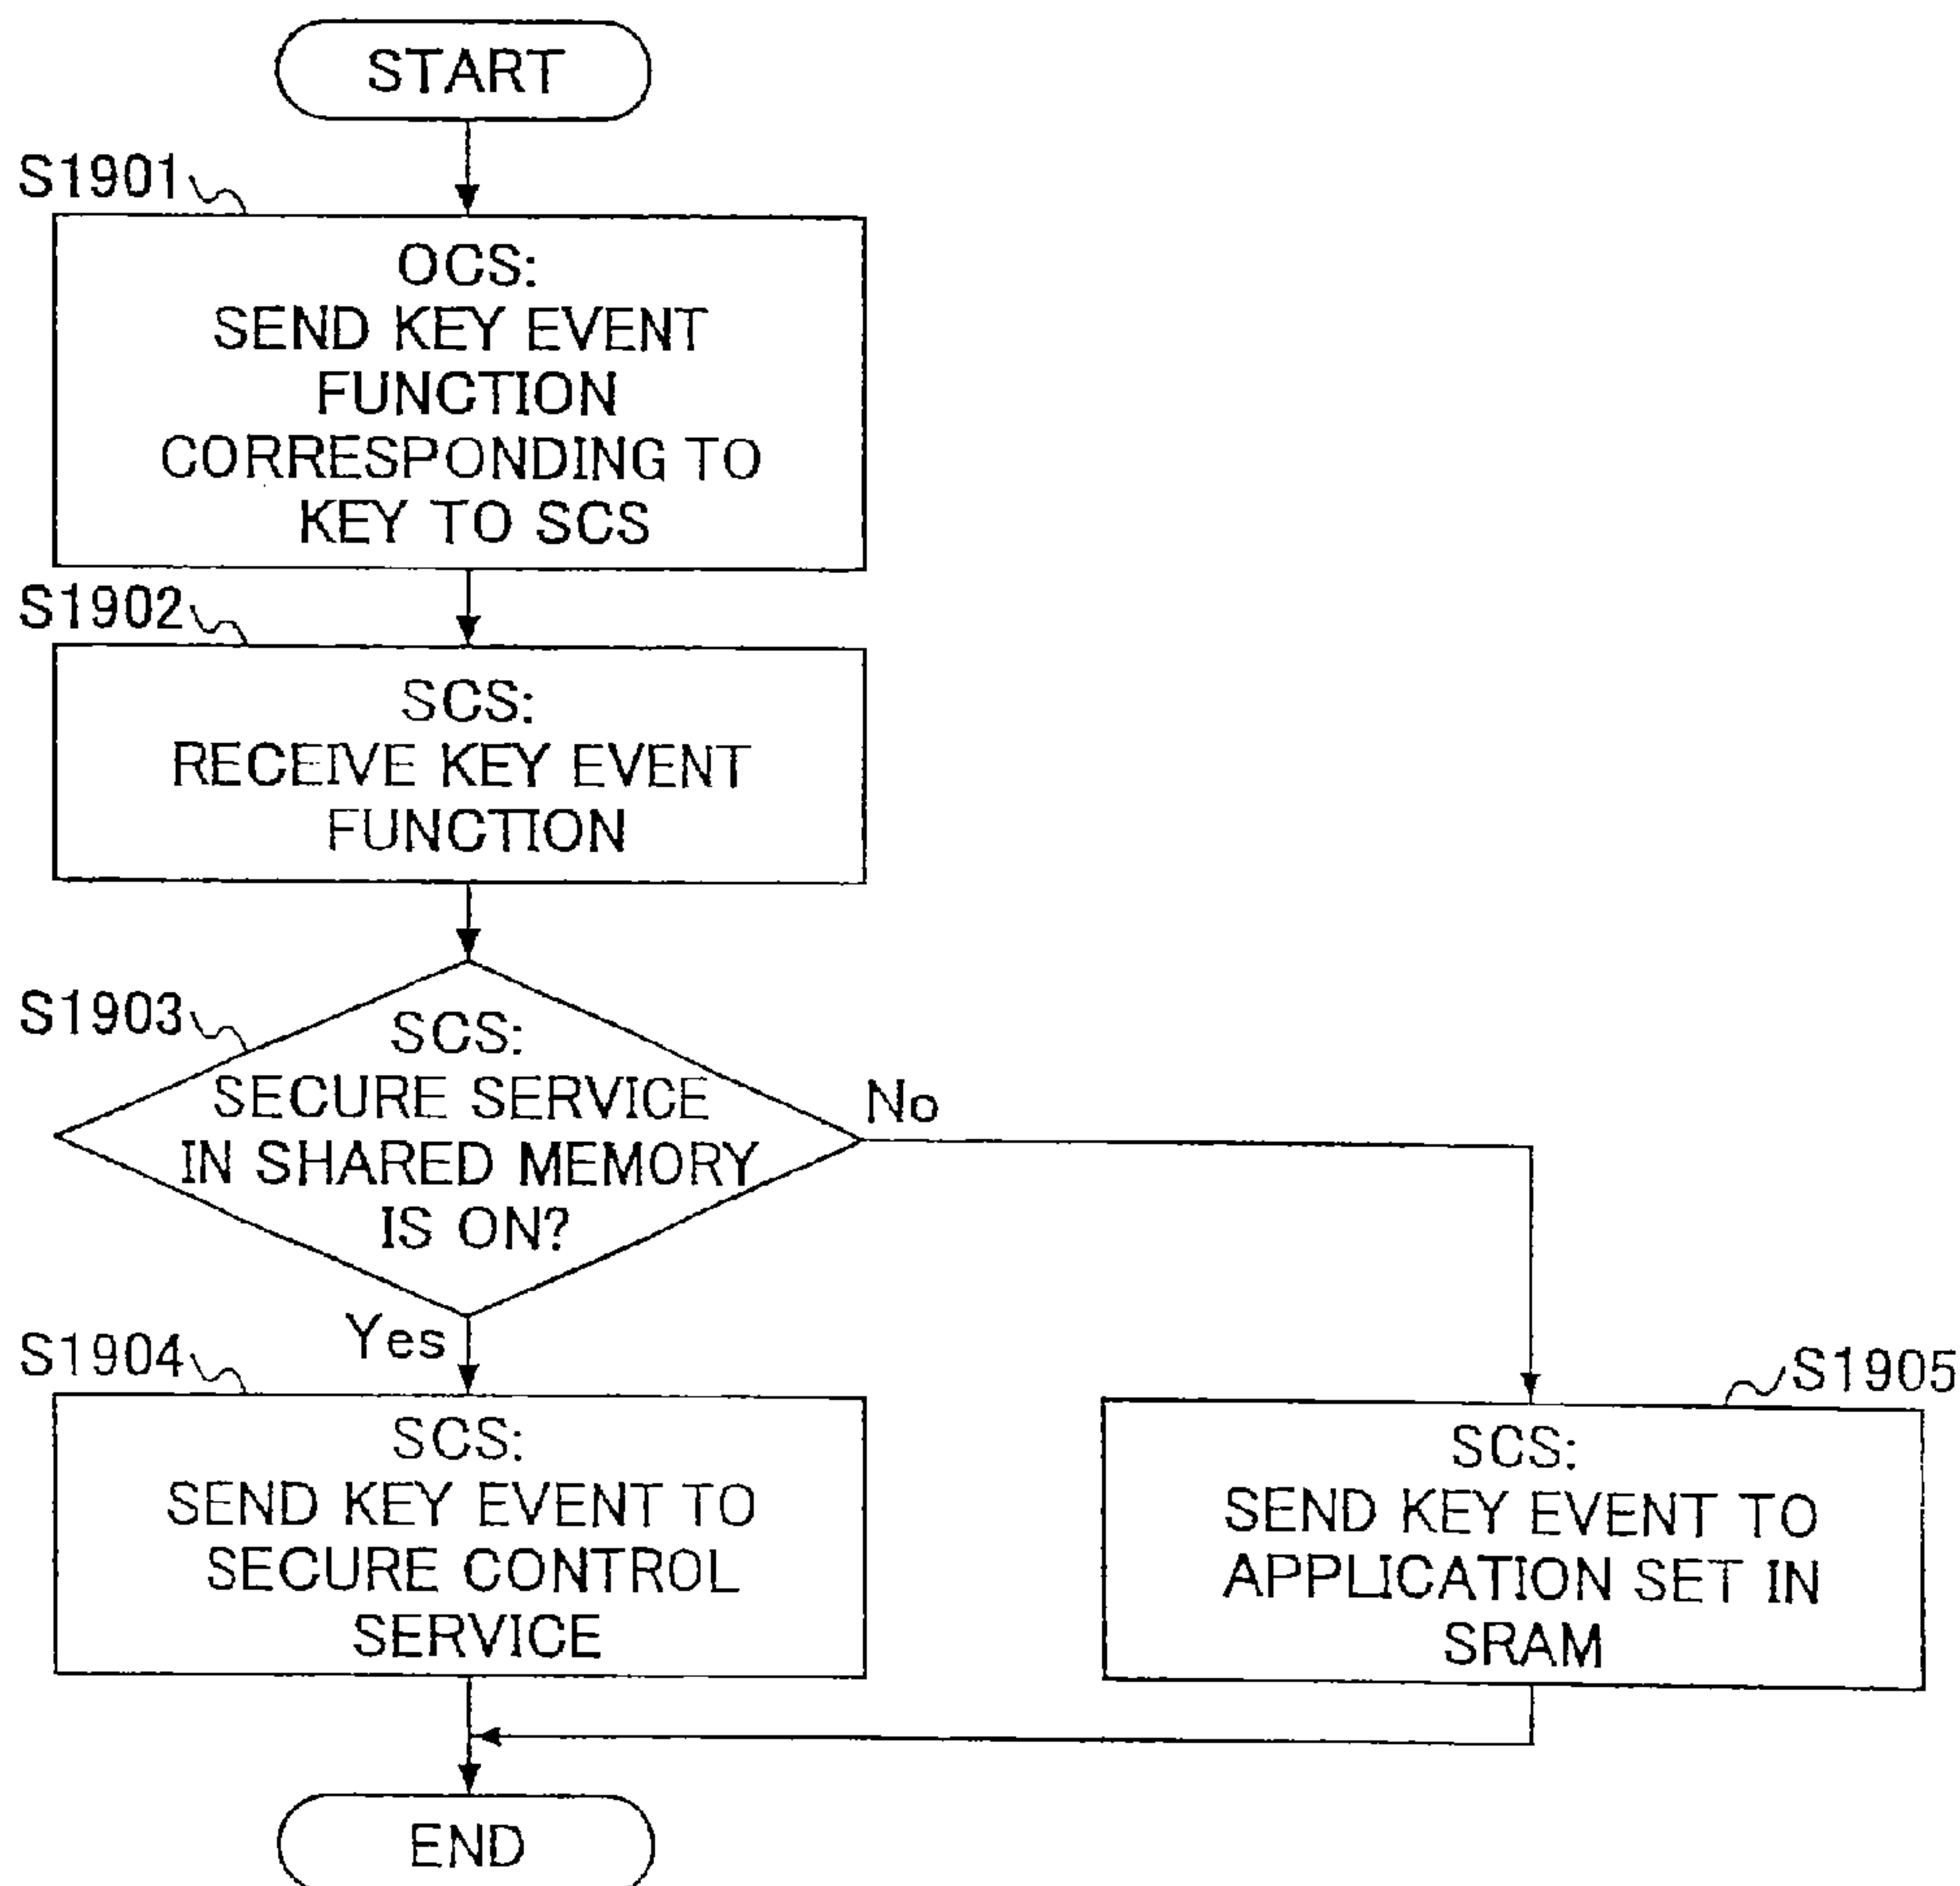 START
S1901
OCS:
SEND KEY EVENT
FUNCTION
CORRESPONDING TO
KEY TO SCS
S1902
SCS:
RECEIVE KEY EVENT
FUNCTION
S1903
SCS:
SECURE SERVICE
IN SHARED MEMORY
IS ON?
No
Yes
S1904
SCS:
SEND KEY EVENT TO
SECURE CONTROL
SERVICE
S1905
SCS:
SEND KEY EVENT TO
APPLICATION SET IN
SRAM
END